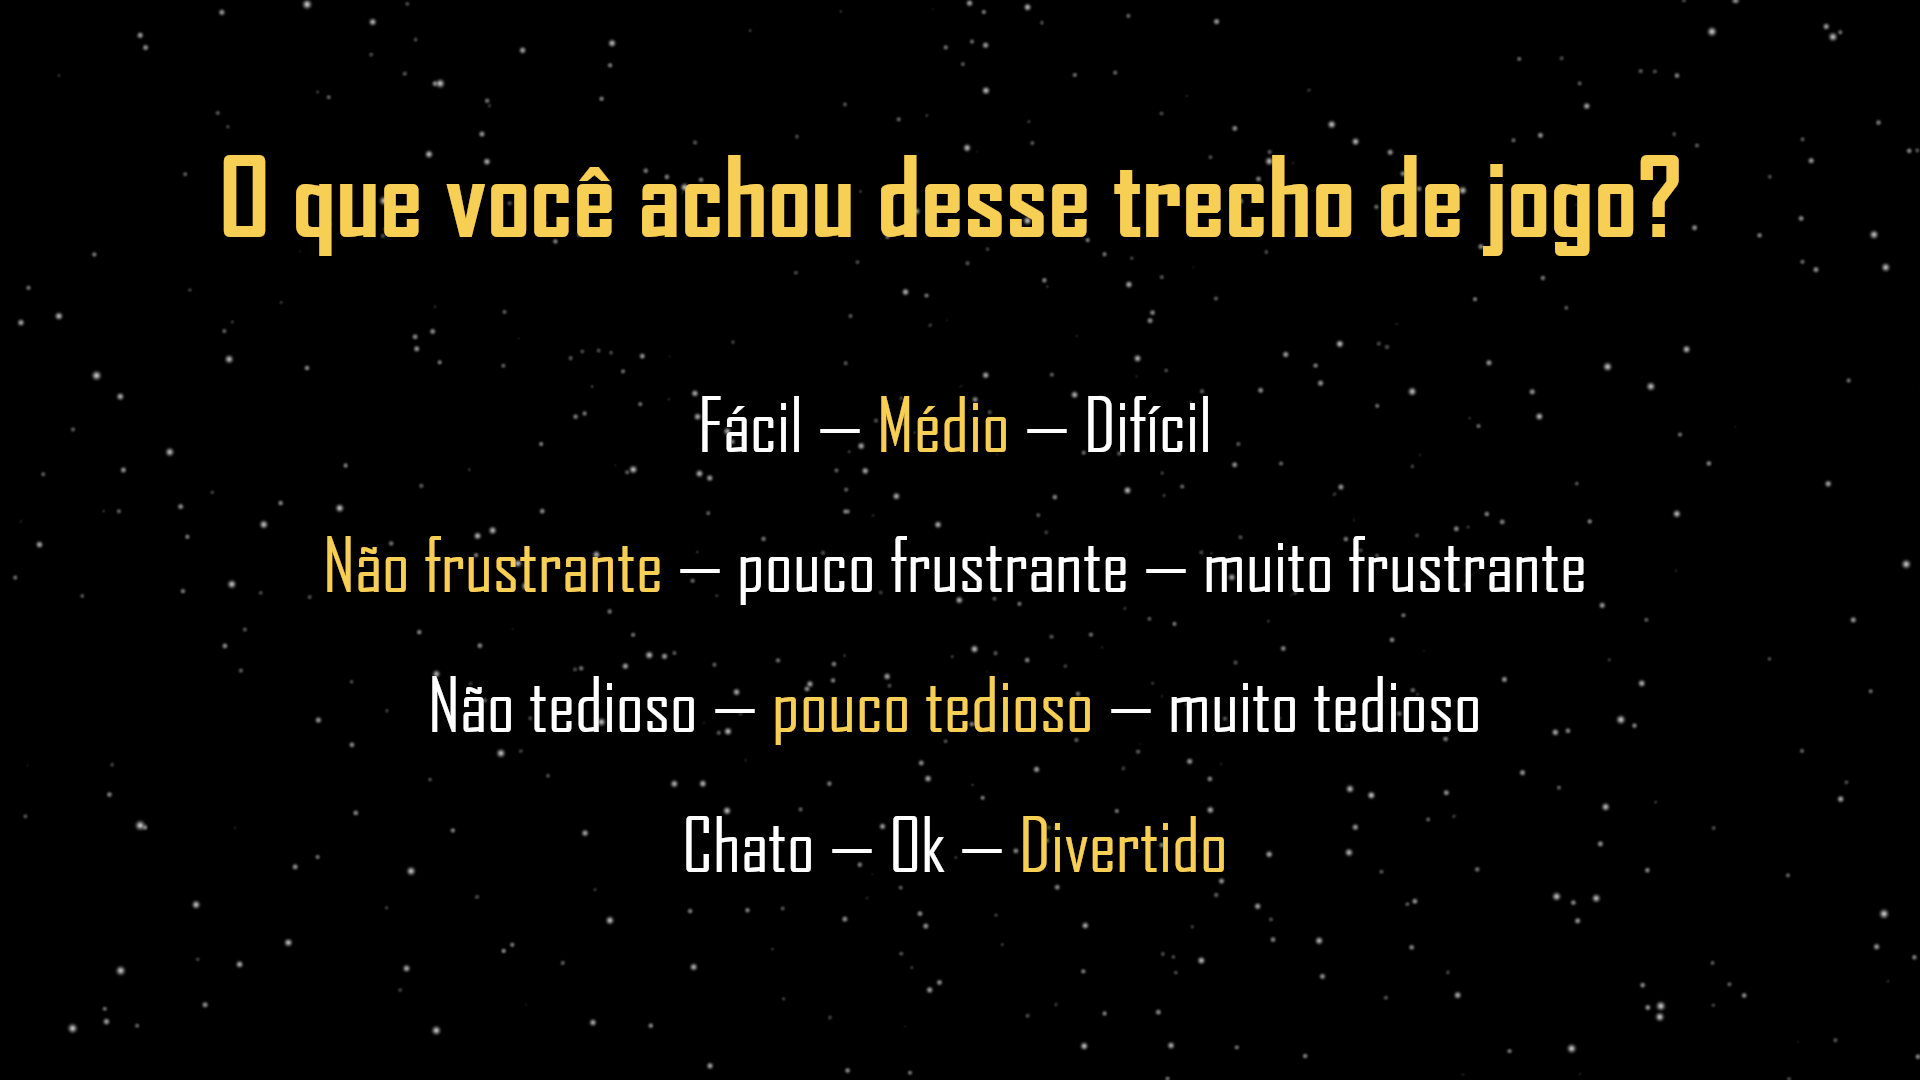 O que você achou desse trecho de jogo?
Fácil — Médio — Difícil
Não frustrante — pouco frustrante — muito frustrante
Não tedioso — pouco tedioso — muito tedioso
Chato — Ok — Divertido